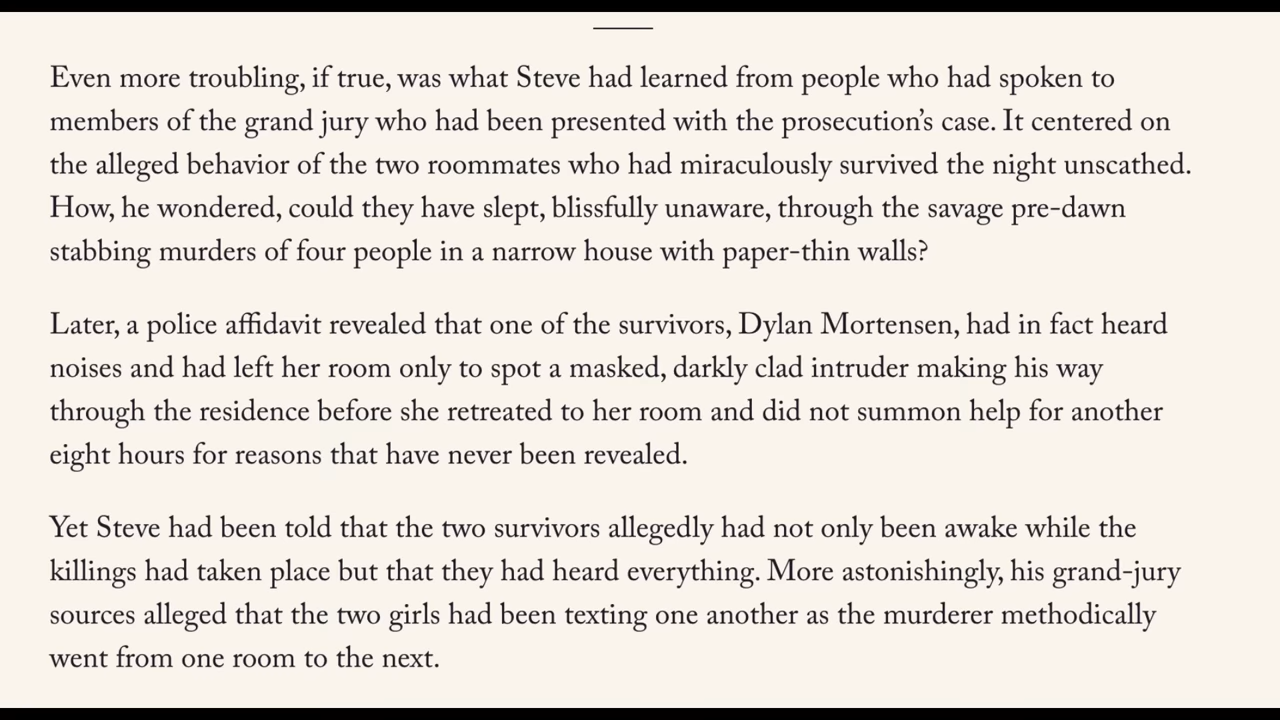 Even more troubling, if true, was what Steve had learned from people who had spoken to
members of the grand jury who had been presented with the prosecution’s case. It centered on
the alleged behavior of the two roommates who had miraculously survived the night unscathed.
How, he wondered, could they have slept, blissfully unaware, through the savage pre-dawn
stabbing murders of four people in a narrow house with paper-thin walls?
Later, a police affidavit revealed that one of the survivors, Dylan Mortensen, had in fact heard
noises and had left her room only to spot a masked, darkly clad intruder making his way
through the residence before she retreated to her room and did not summon help for another
eight hours for reasons that have never been revealed.
Yet Steve had been told that the two survivors allegedly had not only been awake while the
killings had taken place but that they had heard everything. More astonishingly, his grand-jury
sources alleged that the two girls had been texting one another as the murderer methodically
went from one room to the next.